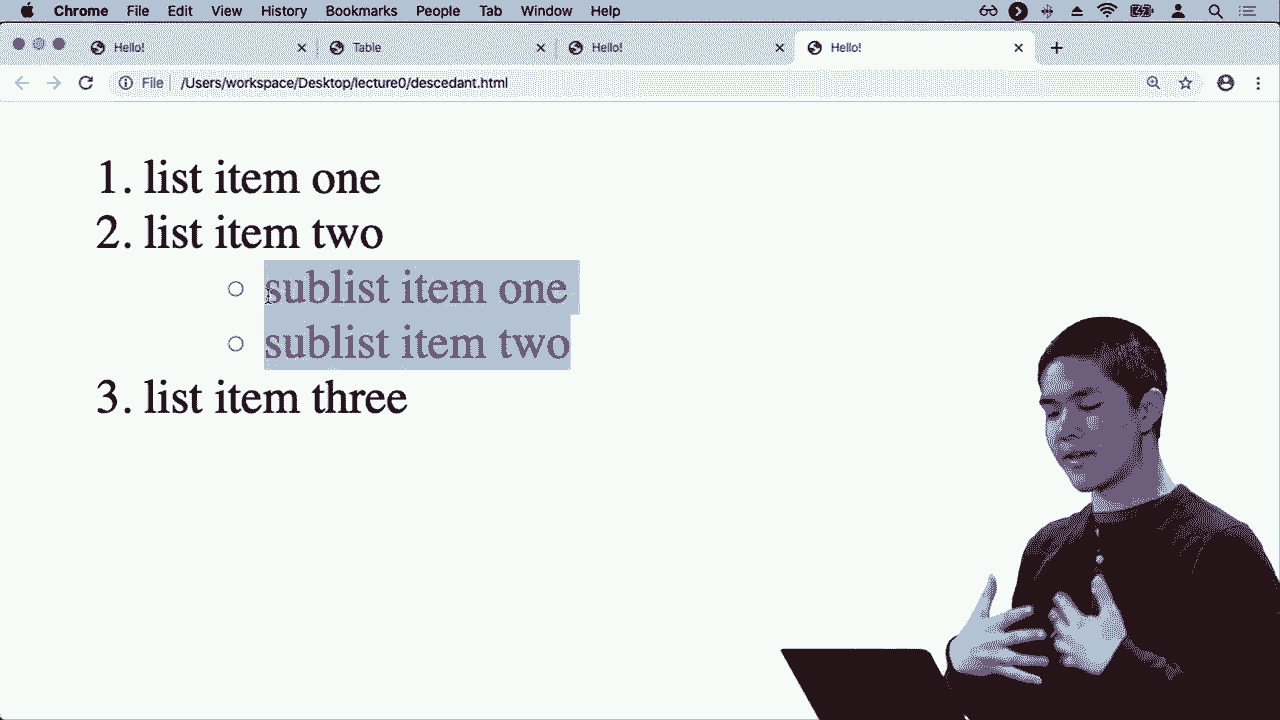 Chrome File Edit View History Bookmarks People Tab Window Help
Hello! Table Hello! Hello!
File /Users/workspace/Desktop/lecture0/descedant.html
1. list item one
2. list item two
sublist item one
sublist item two
3. list item three